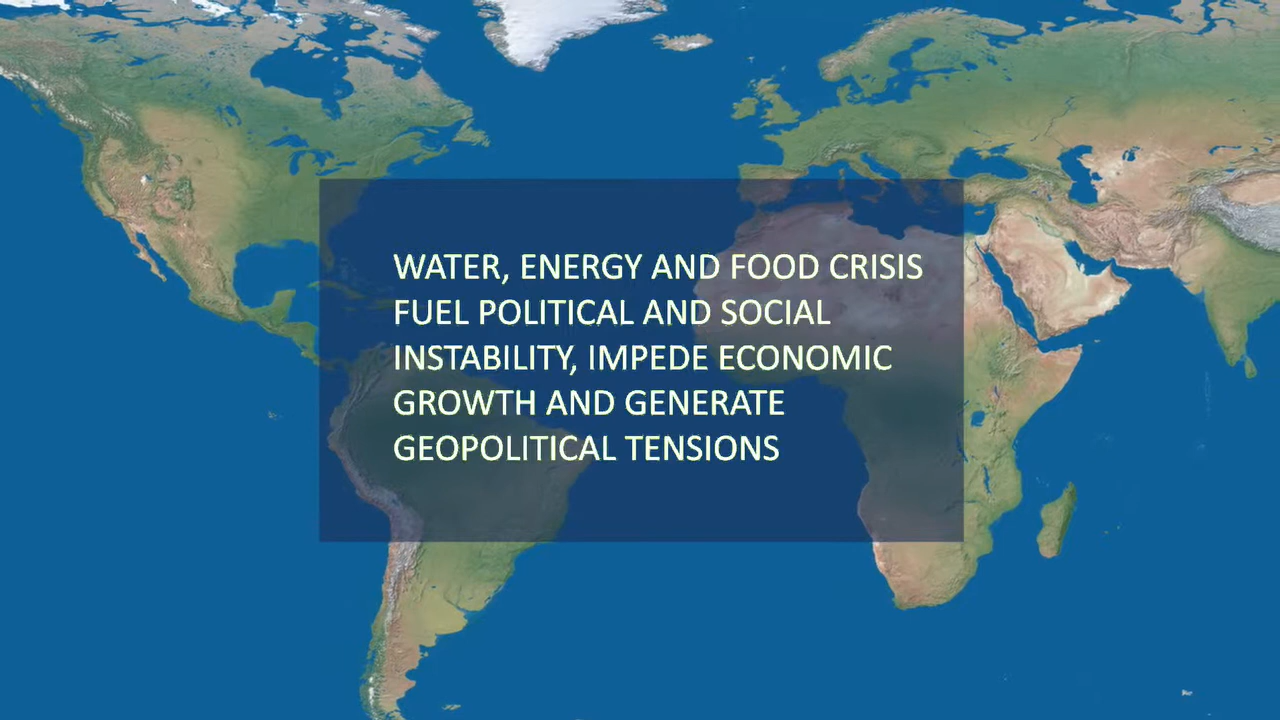 WATER, ENERGY AND FOOD CRISIS
FUEL POLITICAL AND SOCIAL
INSTABILITY, IMPEDE ECONOMIC
GROWTH AND GENERATE
GEOPOLITICAL TENSIONS